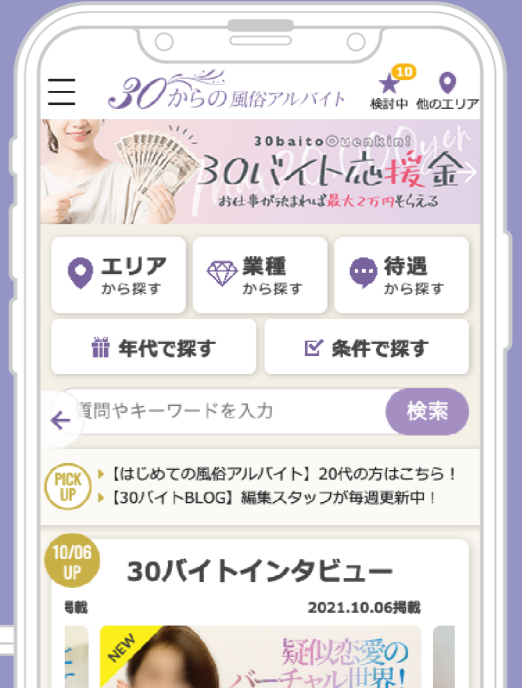 30からの風俗アルバイト
10
検討中 他のエリア
30baito◎Ouenkin!
30バイト応援金
お仕事が決まれば最大2万円もらえる
エリア
から探す
業種
から探す
待遇
から探す
年代で探す
条件で探す
質問やキーワードを入力
検索
PICK
UP
【はじめての風俗アルバイト】20代の方はこちら！
【30バイトBLOG】編集スタッフが毎週更新中！
10/06
UP
30バイトインタビュー
掲載
2021.10.06掲載
NEW
疑似恋愛の
バーチャル世界！